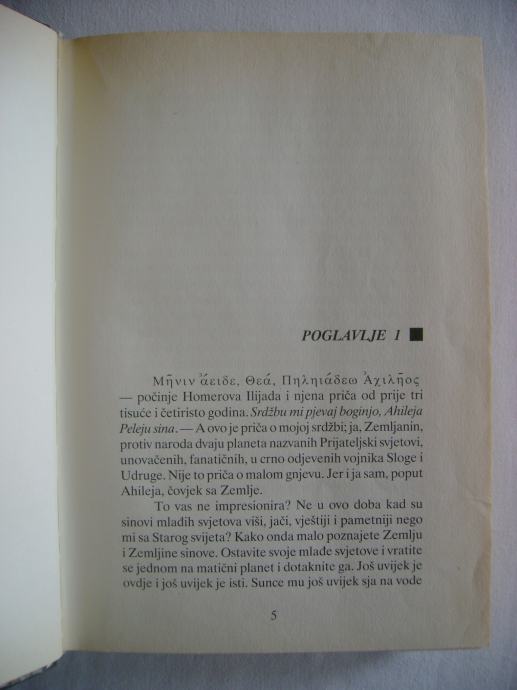 POGLAVLJE 1
Μῆνιν ἄειδε, Θεά, Πηληιάδεω Ἀχιλῆος
— počinje Homerova Ilijada i njena priča od prije tri
tisuće i četiristo godina. Srdžbu mi pjevaj boginjo, Ahileja
Peleju sina. — A ovo je priča o mojoj srdžbi; ja, Zemljanin,
protiv naroda dvaju planeta nazvanih Prijateljski svjetovi,
unovačenih, fanatičnih, u crno odjevenih vojnika Sloge i
Udruge. Nije to priča o malom gnjevu. Jer i ja sam, poput
Ahileja, čovjek sa Zemlje.
To vas ne impresionira? Ne u ovo doba kad su
sinovi mladih svjetova viši, jači, vještiji i pametniji nego
mi sa Starog svijeta? Kako onda malo poznajete Zemlju
i Zemljine sinove. Ostavite svoje mlađe svjetove i vratite
se jednom na matični planet i dotaknite ga. Još uvijek je
ovdje i još uvijek je isti. Sunce mu još uvijek sja na vode
5